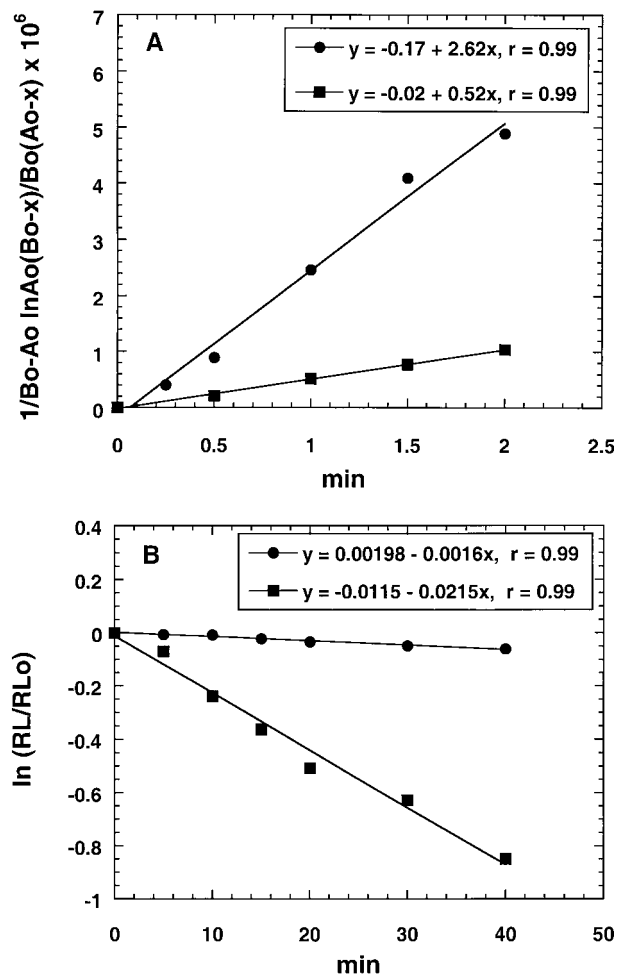 A
y = -0.17 + 2.62x, r = 0.99
y = -0.02 + 0.52x, r = 0.99
1/Bo-Ao lnAo(Bo-x)/Bo(Ao-x) x 10^6
7
6
5
4
3
2
1
0
0 0.5 1 1.5 2 2.5
min
B
y = 0.00198 - 0.0016x, r = 0.99
y = -0.0115 - 0.0215x, r = 0.99
ln (RL/RLo)
0.4
0.2
0
-0.2
-0.4
-0.6
-0.8
-1
0 10 20 30 40 50
min